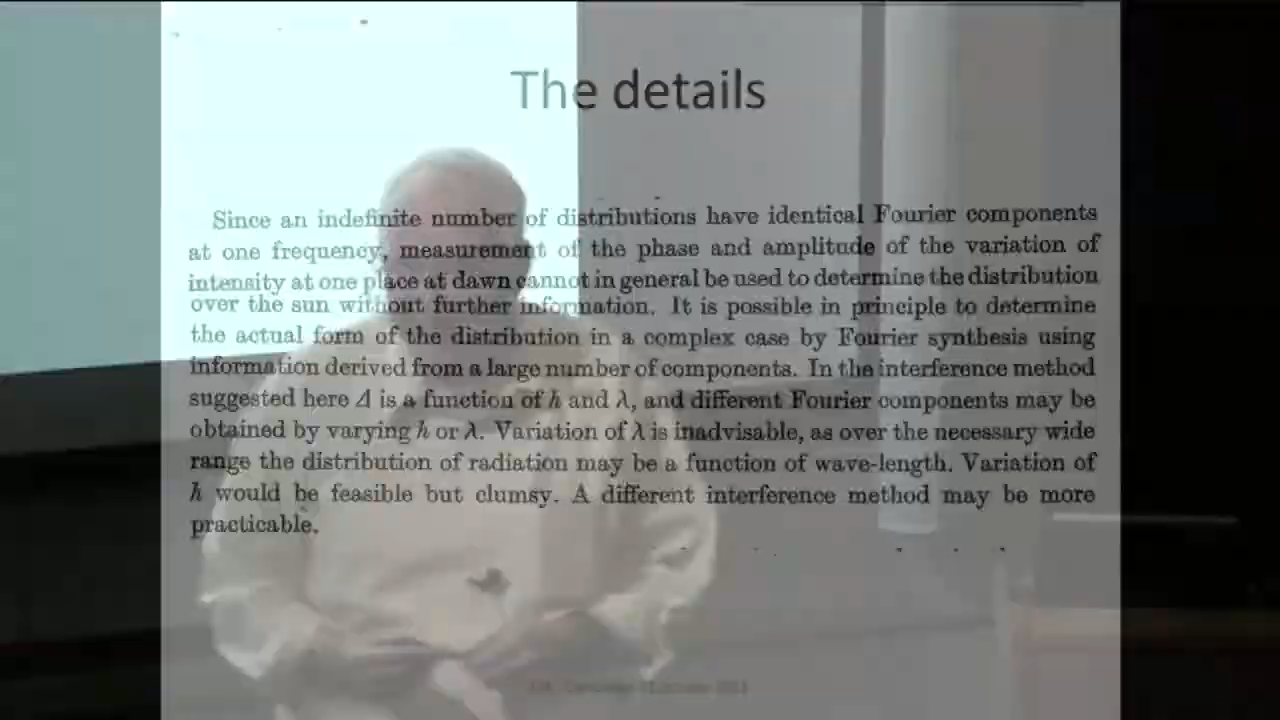 The details
Since an indefinite number of distributions have identical Fourier components
at one frequency, measurement of the phase and amplitude of the variation of
intensity at one place at dawn cannot in general be used to determine the distribution
over the sun without further information. It is possible in principle to determine
the actual form of the distribution in a complex case by Fourier synthesis using
information derived from a large number of components. In the interference method
suggested here Δ is a function of h and λ, and different Fourier components may be
obtained by varying h or λ. Variation of λ is inadvisable, as over the necessary wide
range the distribution of radiation may be a function of wave-length. Variation of
h would be feasible but clumsy. A different interference method may be more
practicable.